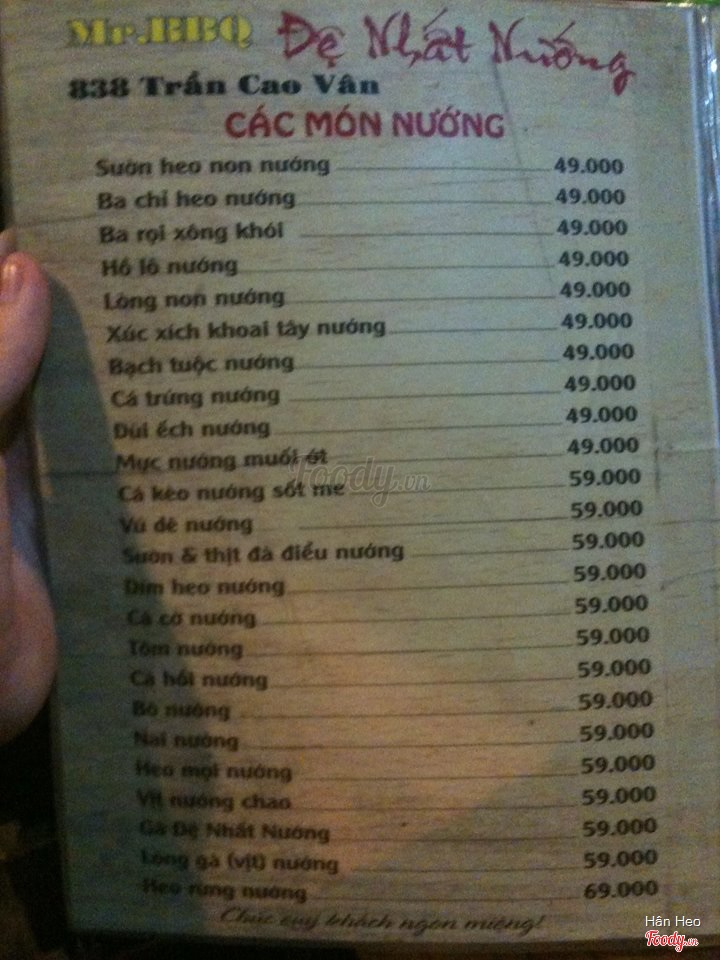 Mr.BBQ Đệ Nhất Nướng
838 Trần Cao Vân
CÁC MÓN NƯỚNG
Sườn heo non nướng 49.000
Ba chỉ heo nướng 49.000
Ba rọi xông khói 49.000
Hồ lô nướng 49.000
Lòng non nướng 49.000
Xúc xích khoai tây nướng 49.000
Bạch tuộc nướng 49.000
Cá trứng nướng 49.000
Đùi ếch nướng 49.000
Mực nướng muối ớt 49.000
Cá kèo nướng sốt me 59.000
Vú dê nướng 59.000
Sườn & thịt đà điểu nướng 59.000
Dím heo nướng 59.000
Cá cờ nướng 59.000
Tôm nướng 59.000
Cá hồi nướng 59.000
Bò nướng 59.000
Nai nướng 59.000
Heo mọi nướng 59.000
Vịt nướng chao 59.000
Gà Đệ Nhất Nướng 59.000
Lòng gà (vịt) nướng 59.000
Heo rừng nướng 69.000
Chúc quý khách ngon miệng!
Foody.vn
Hân Heo
Foody.vn